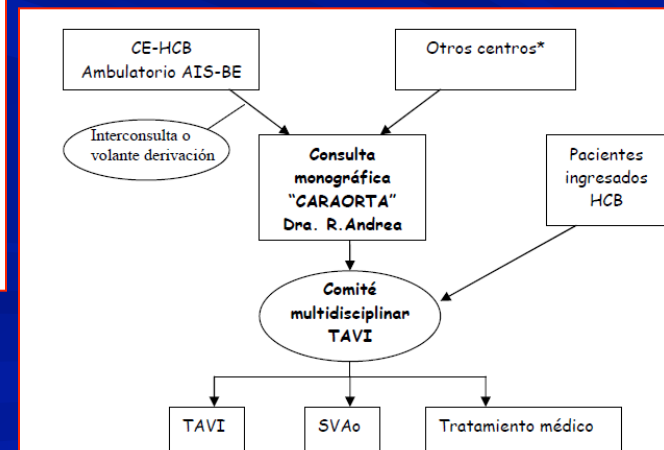 CE-HCB
Ambulatorio AIS-BE
Otros centros*
Interconsulta o
volante derivación
Consulta
monográfica
“CARAORTA”
Dra. R.Andrea
Pacientes
ingresados
HCB
Comité
multidisciplinar
TAVI
TAVI
SVAo
Tratamiento médico